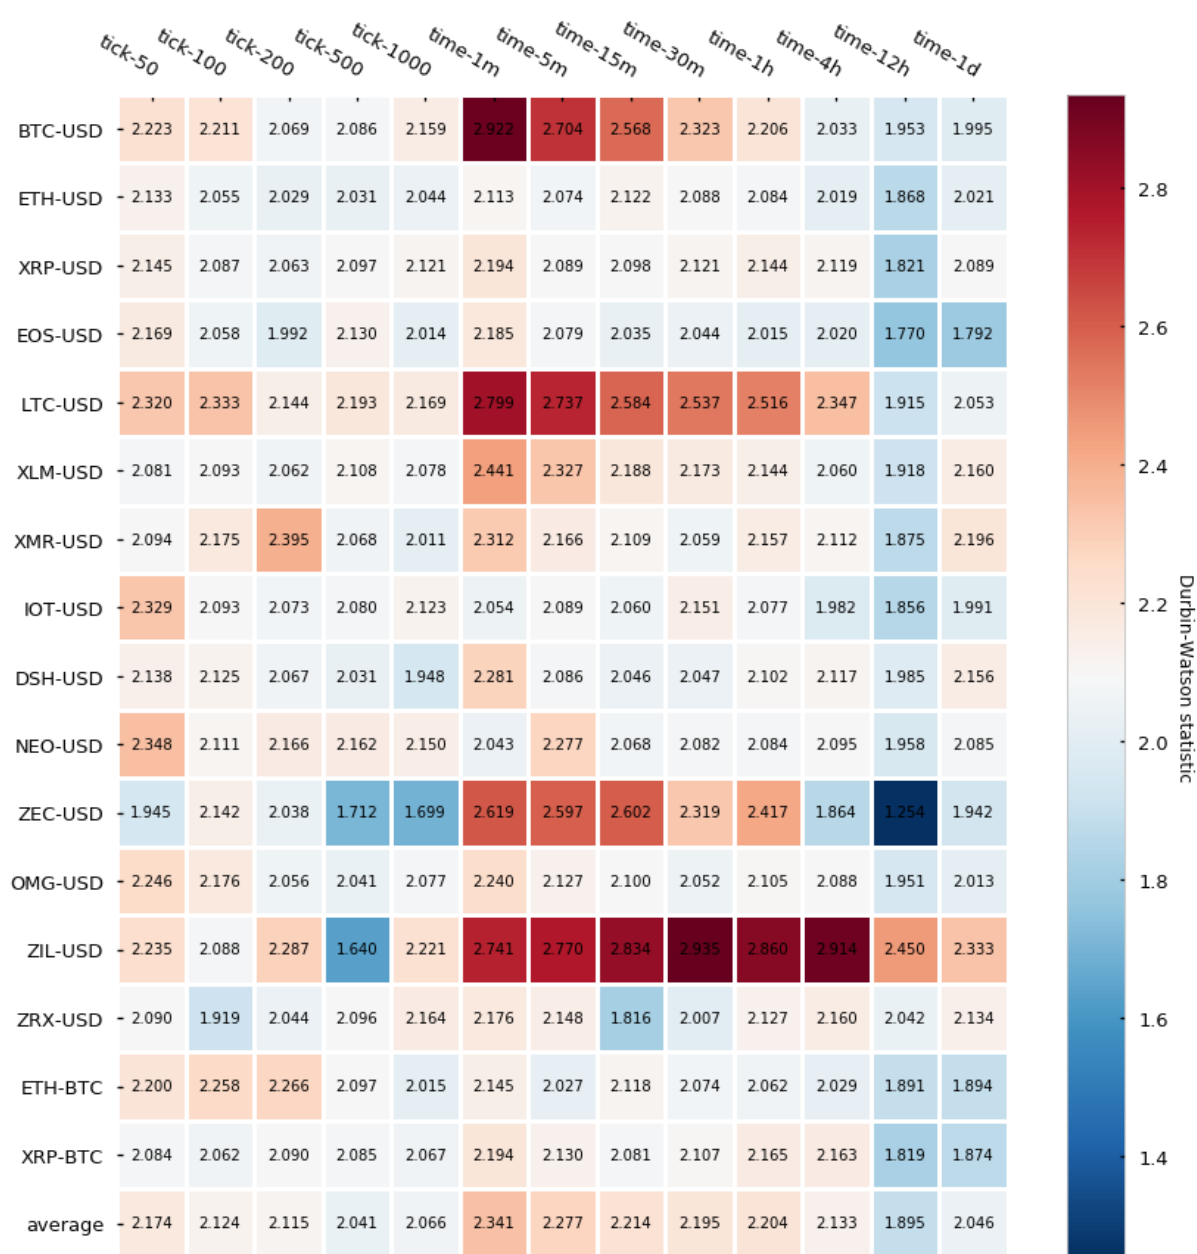 tick-50 tick-100 tick-200 tick-500 tick-1000 time-1m time-5m time-15m time-30m time-1h time-4h time-12h time-1d
BTC-USD 2.223 2.211 2.069 2.086 2.159 2.922 2.704 2.568 2.323 2.206 2.033 1.953 1.995
ETH-USD 2.133 2.055 2.029 2.031 2.044 2.113 2.074 2.122 2.088 2.084 2.019 1.868 2.021
XRP-USD 2.145 2.087 2.063 2.097 2.121 2.194 2.089 2.098 2.121 2.144 2.119 1.821 2.089
EOS-USD 2.169 2.058 1.992 2.130 2.014 2.185 2.079 2.035 2.044 2.015 2.020 1.770 1.792
LTC-USD 2.320 2.333 2.144 2.193 2.169 2.799 2.737 2.584 2.537 2.516 2.347 1.915 2.053
XLM-USD 2.081 2.093 2.062 2.108 2.078 2.441 2.327 2.188 2.173 2.144 2.060 1.918 2.160
XMR-USD 2.094 2.175 2.395 2.068 2.011 2.312 2.166 2.109 2.059 2.157 2.112 1.875 2.196
IOT-USD 2.329 2.093 2.073 2.080 2.123 2.054 2.089 2.060 2.151 2.077 1.982 1.856 1.991
DSH-USD 2.138 2.125 2.067 2.031 1.948 2.281 2.086 2.046 2.047 2.102 2.117 1.985 2.156
NEO-USD 2.348 2.111 2.166 2.162 2.150 2.043 2.277 2.068 2.082 2.084 2.095 1.958 2.085
ZEC-USD 1.945 2.142 2.038 1.712 1.699 2.619 2.597 2.602 2.319 2.417 1.864 1.254 1.942
OMG-USD 2.246 2.176 2.056 2.041 2.077 2.240 2.127 2.100 2.052 2.105 2.088 1.951 2.013
ZIL-USD 2.235 2.088 2.287 1.640 2.221 2.741 2.770 2.834 2.935 2.860 2.914 2.450 2.333
ZRX-USD 2.090 1.919 2.044 2.096 2.164 2.176 2.148 1.816 2.007 2.127 2.160 2.042 2.134
ETH-BTC 2.200 2.258 2.266 2.097 2.015 2.145 2.027 2.118 2.074 2.062 2.029 1.891 1.894
XRP-BTC 2.084 2.062 2.090 2.085 2.067 2.194 2.130 2.081 2.107 2.165 2.163 1.819 1.874
average 2.174 2.124 2.115 2.041 2.066 2.341 2.277 2.214 2.195 2.204 2.133 1.895 2.046
2.8
2.6
2.4
2.2
2.0
1.8
1.6
1.4
Durbin-Watson statistic